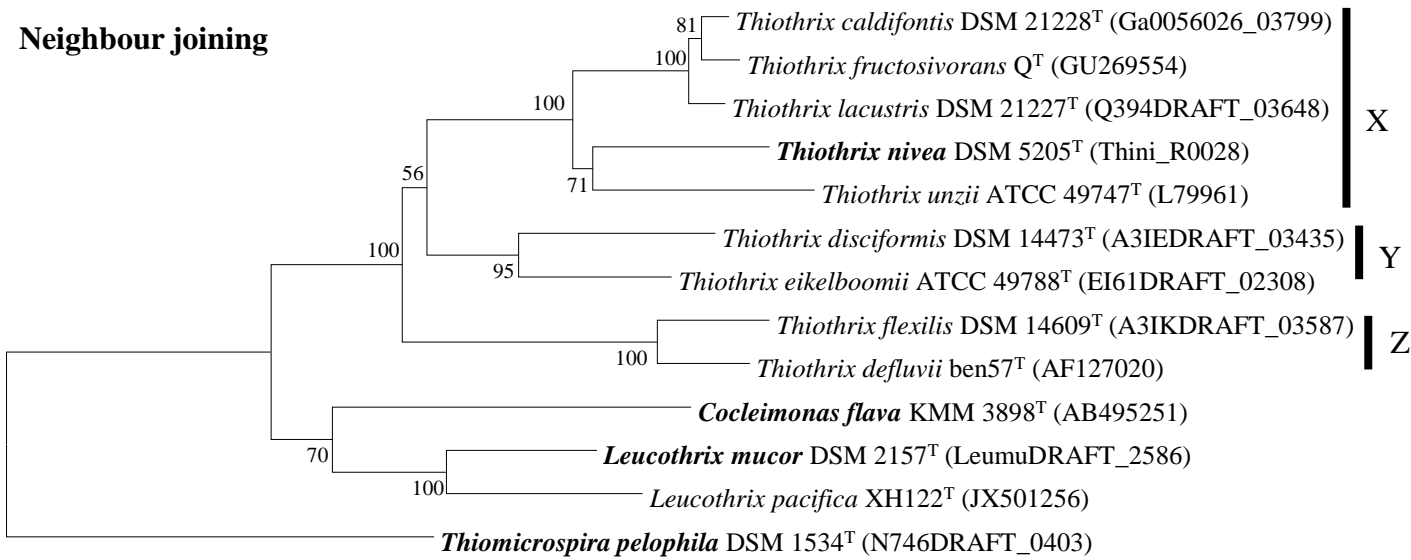 Neighbour joining
81
Thiothrix caldifontis DSM 21228ᵀ (Ga0056026_03799)
Thiothrix fructosivorans Qᵀ (GU269554)
100
Thiothrix lacustris DSM 21227ᵀ (Q394DRAFT_03648)
100
X
Thiothrix nivea DSM 5205ᵀ (Thini_R0028)
56
71
Thiothrix unzii ATCC 49747ᵀ (L79961)
Thiothrix disciformis DSM 14473ᵀ (A3IEDRAFT_03435)
100
95
Y
Thiothrix eikelboomii ATCC 49788ᵀ (EI61DRAFT_02308)
Thiothrix flexilis DSM 14609ᵀ (A3IKDRAFT_03587)
100
Z
Thiothrix defluvii ben57ᵀ (AF127020)
Cocleimonas flava KMM 3898ᵀ (AB495251)
70
Leucothrix mucor DSM 2157ᵀ (LeumuDRAFT_2586)
100
Leucothrix pacifica XH122ᵀ (JX501256)
Thiomicrospira pelophila DSM 1534ᵀ (N746DRAFT_0403)